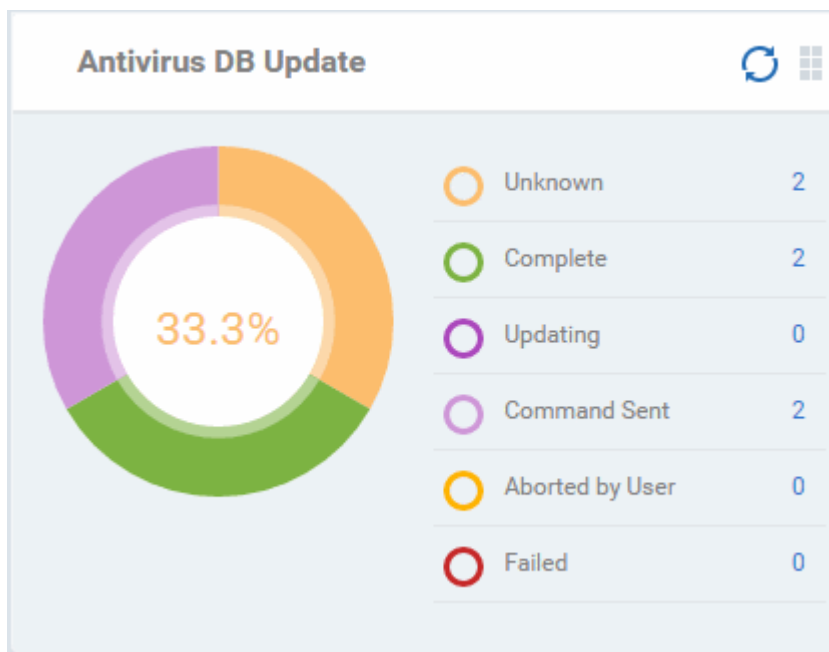 Antivirus DB Update
33.3%
Unknown 2
Complete 2
Updating 0
Command Sent 2
Aborted by User 0
Failed 0